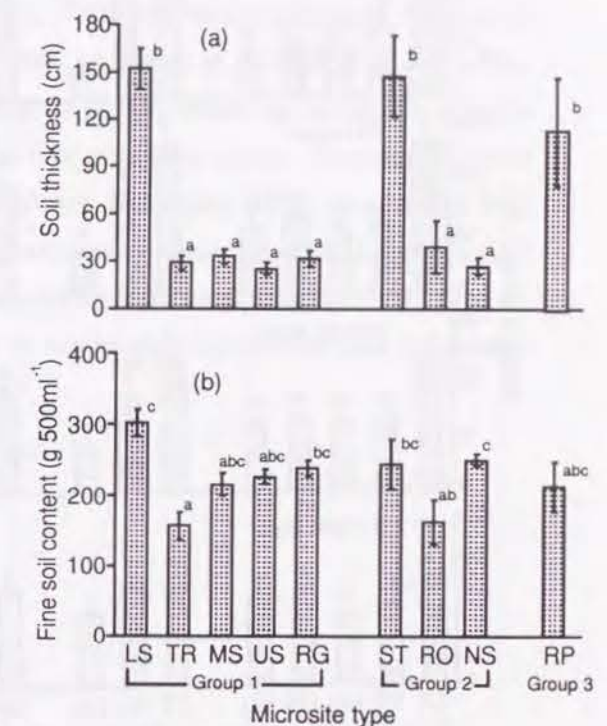 180
(a)
150
120
90
60
30
0
Soil thickness (cm)
b
a
a
a
a
b
a
a
b
400
(b)
300
200
100
0
Fine soil content (g 500ml⁻¹)
c
a
abc
abc
bc
bc
ab
c
abc
LS TR MS US RG ST RO NS RP
Group 1 Group 2 Group 3
Microsite type